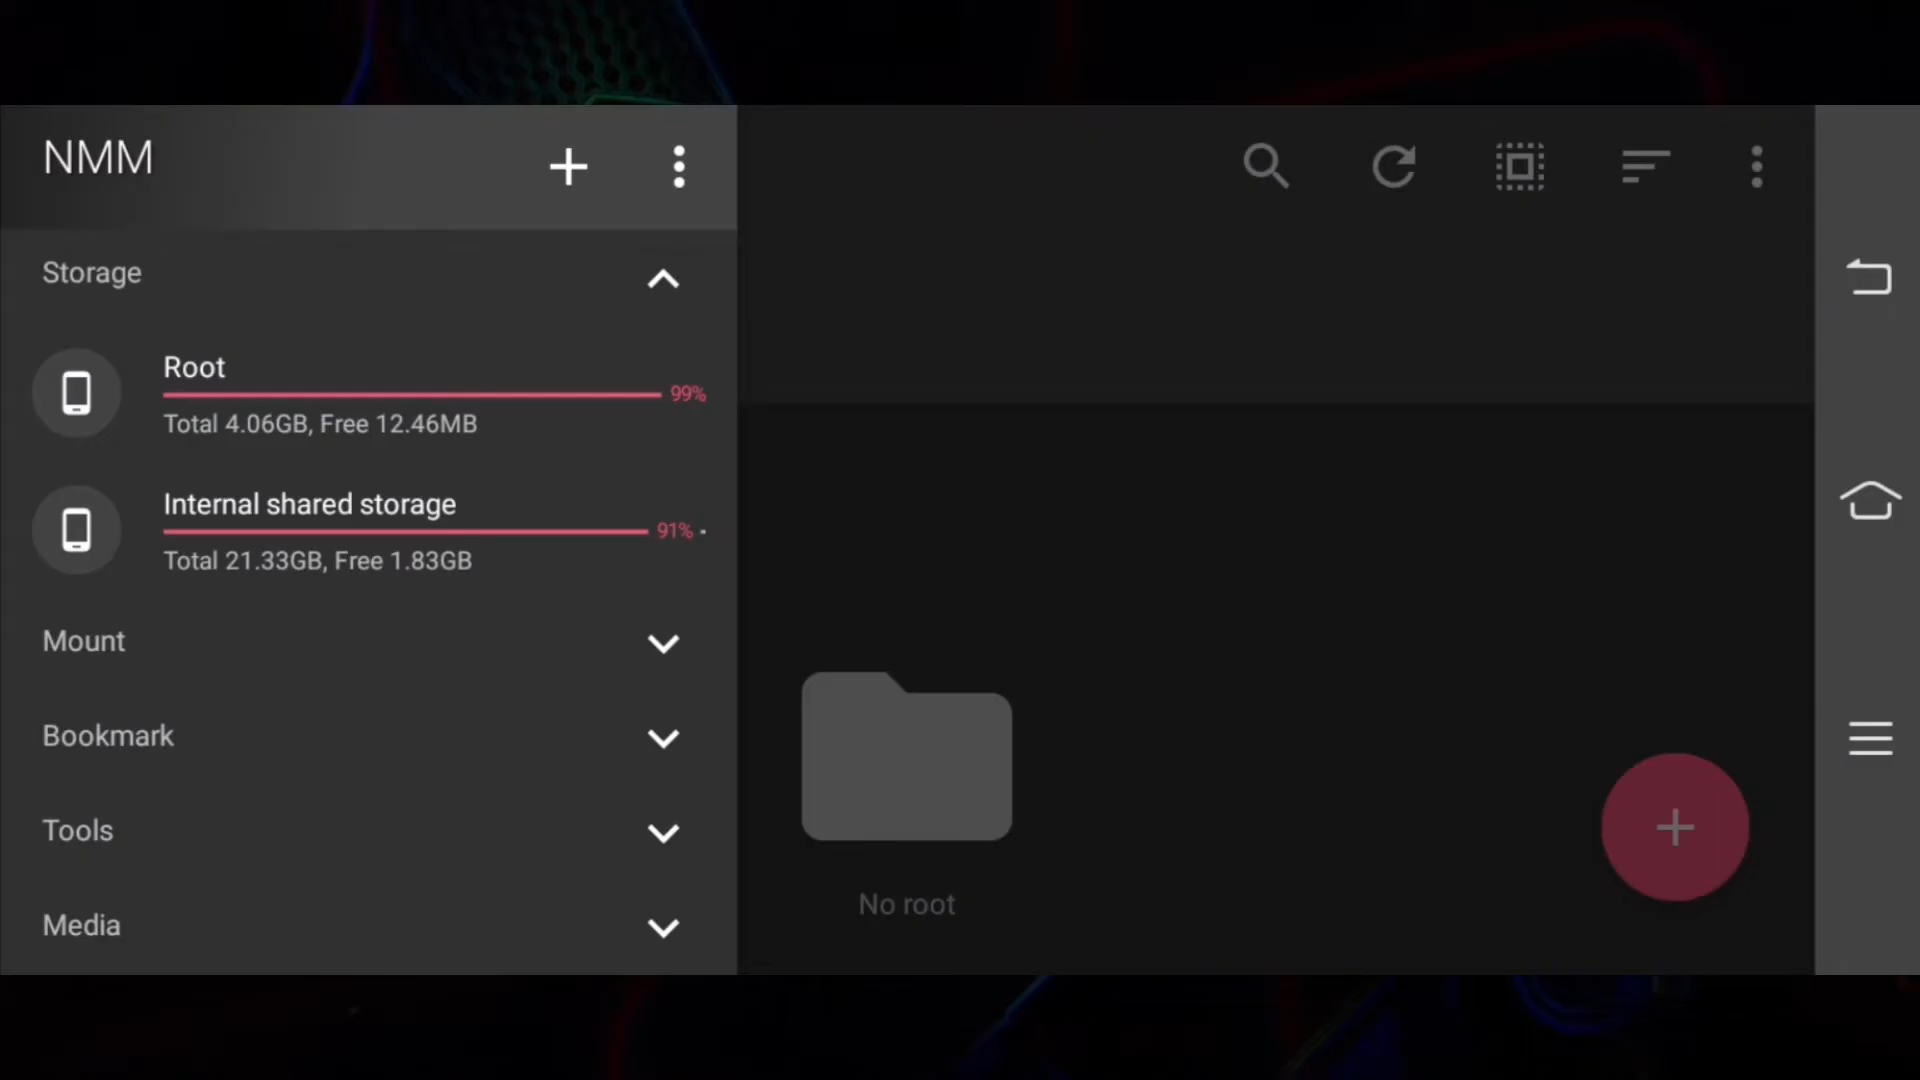 NMM
Storage
Root
99%
Total 4.06GB, Free 12.46MB
Internal shared storage
91% -
Total 21.33GB, Free 1.83GB
Mount
Bookmark
Tools
Media
No root